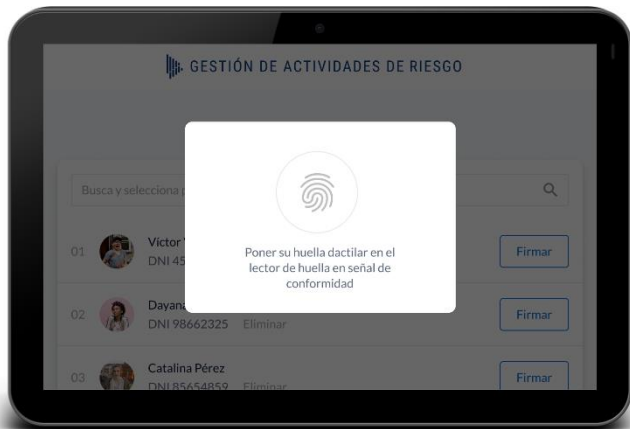 GESTIÓN DE ACTIVIDADES DE RIESGO
Busca y selecciona
01
Víctor
DNI 45
Firmar
Poner su huella dactilar en el
lector de huella en señal de
conformidad
02
Dayana
DNI 98662325 Eliminar
Firmar
03
Catalina Pérez
DNI 85654859 Eliminar
Firmar